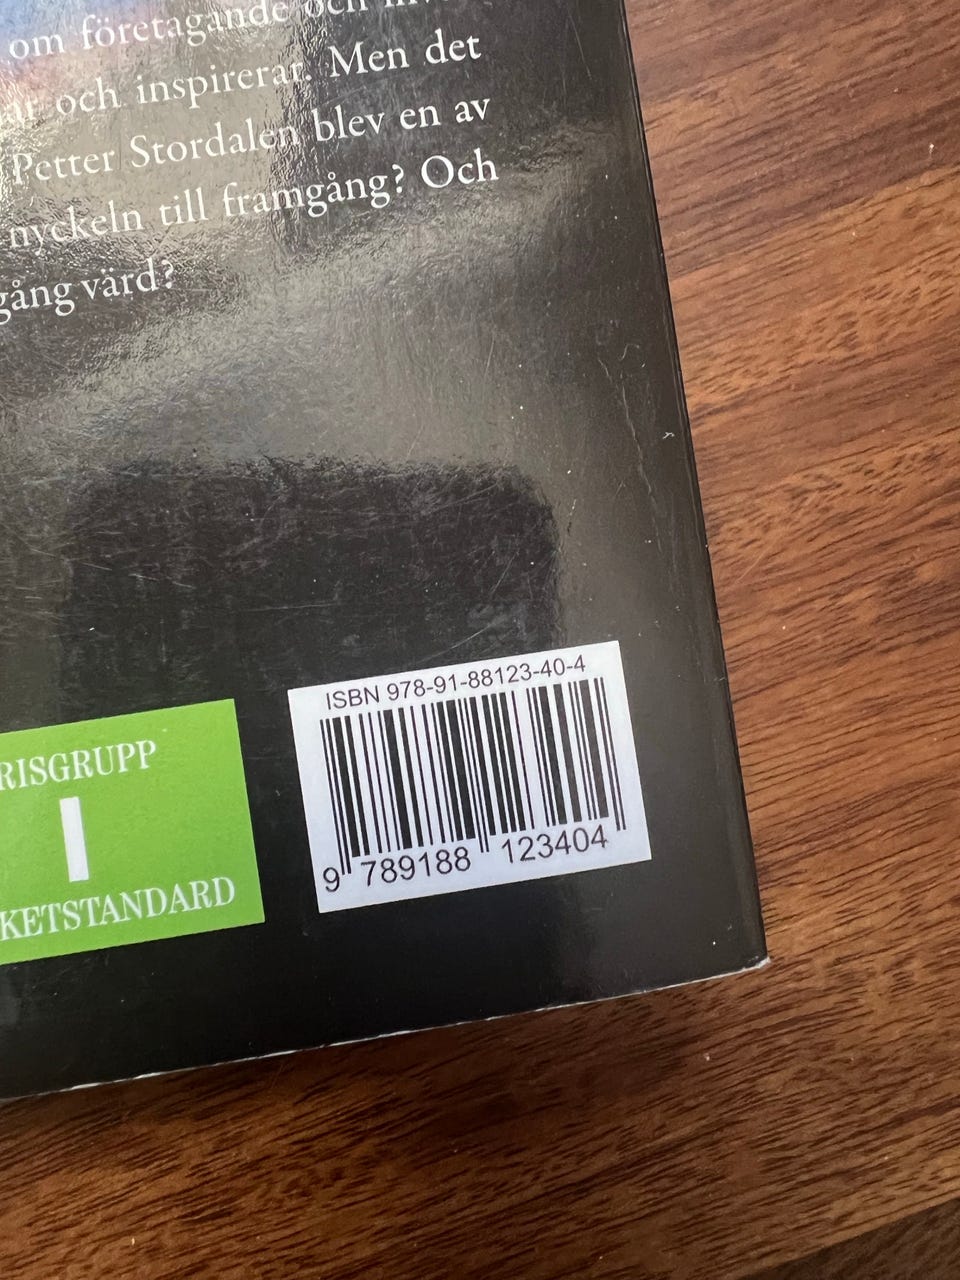 om företagande och
och inspirerar. Men det
Petter Stordalen blev en av
nyckeln till framgång? Och
gång värd?
ISBN 978-91-88123-40-4
9 789188 123404
RISGRUPP
1
KETSTANDARD